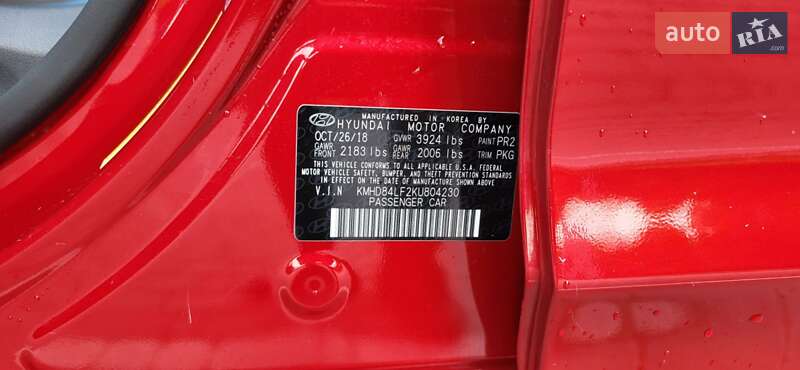 auto RIA .com
MANUFACTURED IN KOREA BY
HYUNDAI MOTOR COMPANY
OCT/26/18 GVWR 3924 lbs PAINT PR2
GAWR FRONT 2183 lbs GAWR REAR 2006 lbs TRIM PKG
THIS VEHICLE CONFORMS TO ALL APPLICABLE U.S.A FEDERAL
MOTOR VEHICLE SAFETY, BUMPER, AND THEFT PREVENTION STANDARDS
IN EFFECT ON THE DATE OF MANUFACTURE SHOWN ABOVE.
V.I.N KMHD84LF2KU804230
PASSENGER CAR